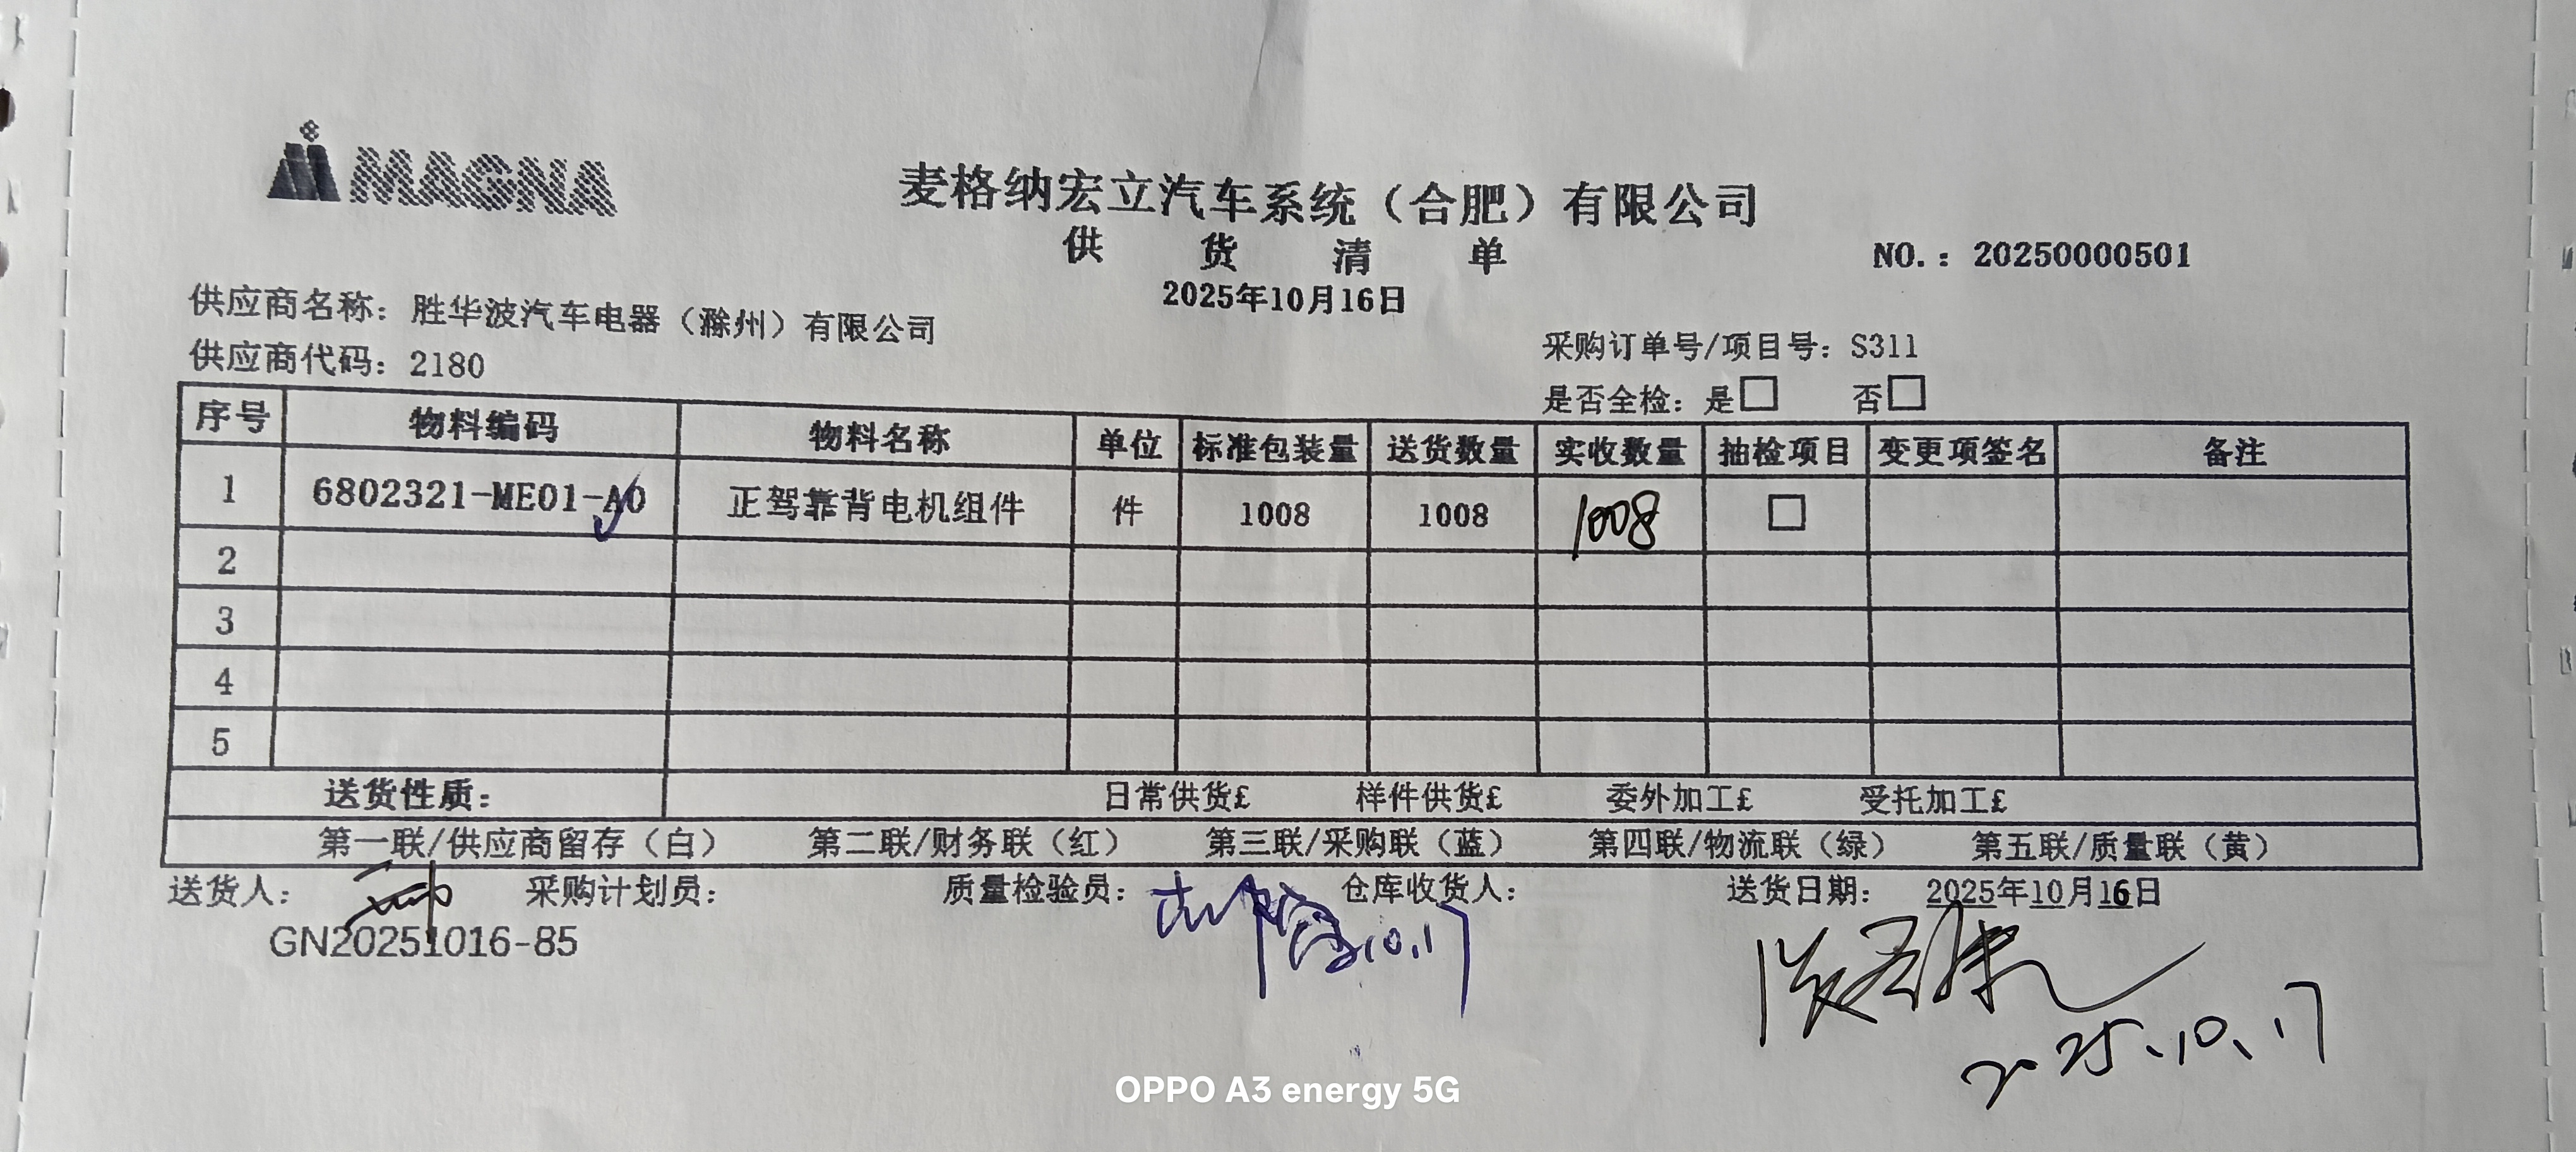 MAGNA
麦格纳宏立汽车系统（合肥）有限公司
供 货 清 单
NO.：20250000501
2025年10月16日
供应商名称：胜华波汽车电器（滁州）有限公司
采购订单号/项目号：S311
供应商代码：2180
是否全检：是□ 否□
序号 物料编码 物料名称 单位 标准包装量 送货数量 实收数量 抽检项目 变更项签名 备注
1 6802321-ME01-A0 正驾靠背电机组件 件 1008 1008 1008 □
2
3
4
5
送货性质： 日常供货£ 样件供货£ 委外加工£ 受托加工£
第一联/供应商留存（白） 第二联/财务联（红） 第三联/采购联（蓝） 第四联/物流联（绿） 第五联/质量联（黄）
送货人： 采购计划员： 质量检验员： 仓库收货人： 送货日期： 2025年10月16日
GN20251016-85
10.17
2025.10.17
OPPO A3 energy 5G